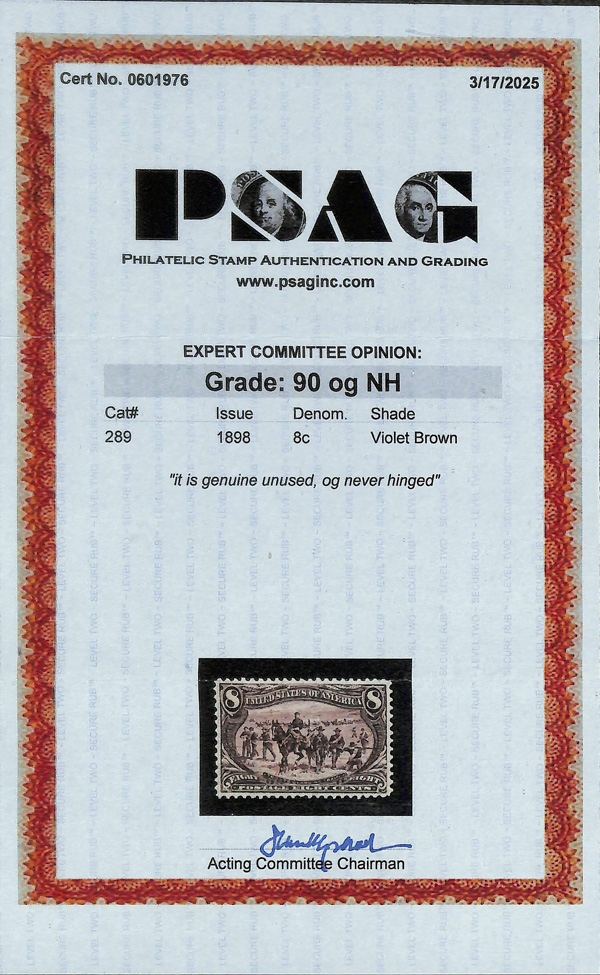 Cert No. 0601976 3/17/2025
PSAG
PHILATELIC STAMP AUTHENTICATION AND GRADING
www.psaginc.com
EXPERT COMMITTEE OPINION:
Grade: 90 og NH
Cat# Issue Denom. Shade
289 1898 8c Violet Brown
"it is genuine unused, og never hinged"
8 UNITED STATES OF AMERICA 8
EIGHT EIGHT
POSTAGE EIGHT CENTS
Acting Committee Chairman